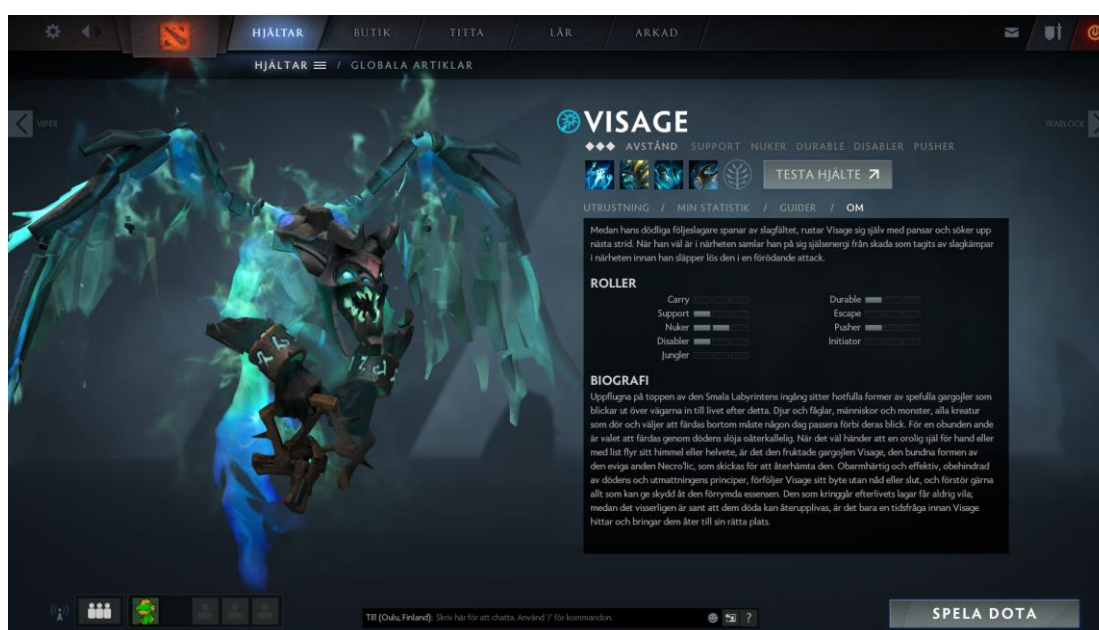 HJÄLTAR BUTIK TITTA LÄR ARKAD
HJÄLTAR / GLOBALA ARTIKLAR
VIPER
WARLOCK
VISAGE
AVSTÅND SUPPORT NUKER DURABLE DISABLER PUSHER
TESTA HJÄLTE
UTRUSTNING / MIN STATISTIK / GUIDER / OM
Medan hans dödliga följeslagare spanar av slagfältet, rustar Visage sig själv med pansar och söker upp
nästa strid. När han väl är i närheten samlar han på sig själsenergi från skada som tagits av slagkämpar
i närheten innan han släpper lös den i en förödande attack.
ROLLER
Carry Durable
Support Escape
Nuker Pusher
Disabler Initiator
Jungler
BIOGRAFI
Uppflugna på toppen av den Smala Labyrintens ingång sitter hotfulla former av spefulla gargojler som
blickar ut över vägarna in till livet efter detta. Djur och fåglar, människor och monster, alla kreatur
som dör och väljer att färdas bortom måste någon dag passera förbi deras blick. För en obunden ande
är valet att färdas genom dödens slöja oåterkallelig. När det väl händer att en orolig själ för hand eller
med list flyr sitt himmel eller helvete, är det den fruktade gargojlen Visage, den bundna formen av
den eviga anden Necro'lic, som skickas för att återhämta den. Obarmhärtig och effektiv, obehindrad
av dödens och utmattningens principer, förföljer Visage sitt byte utan nåd eller slut, och förstör gärna
allt som kan ge skydd åt den förrymda essensen. Den som kringgår efterlivets lagar får aldrig vila;
medan det visserligen är sant att dem döda kan återupplivas, är det bara en tidsfråga innan Visage
hittar och bringar dem åter till sin rätta plats.
Till (Oulu, Finland): Skriv här för att chatta. Använd '/' för kommandon.
?
SPELA DOTA